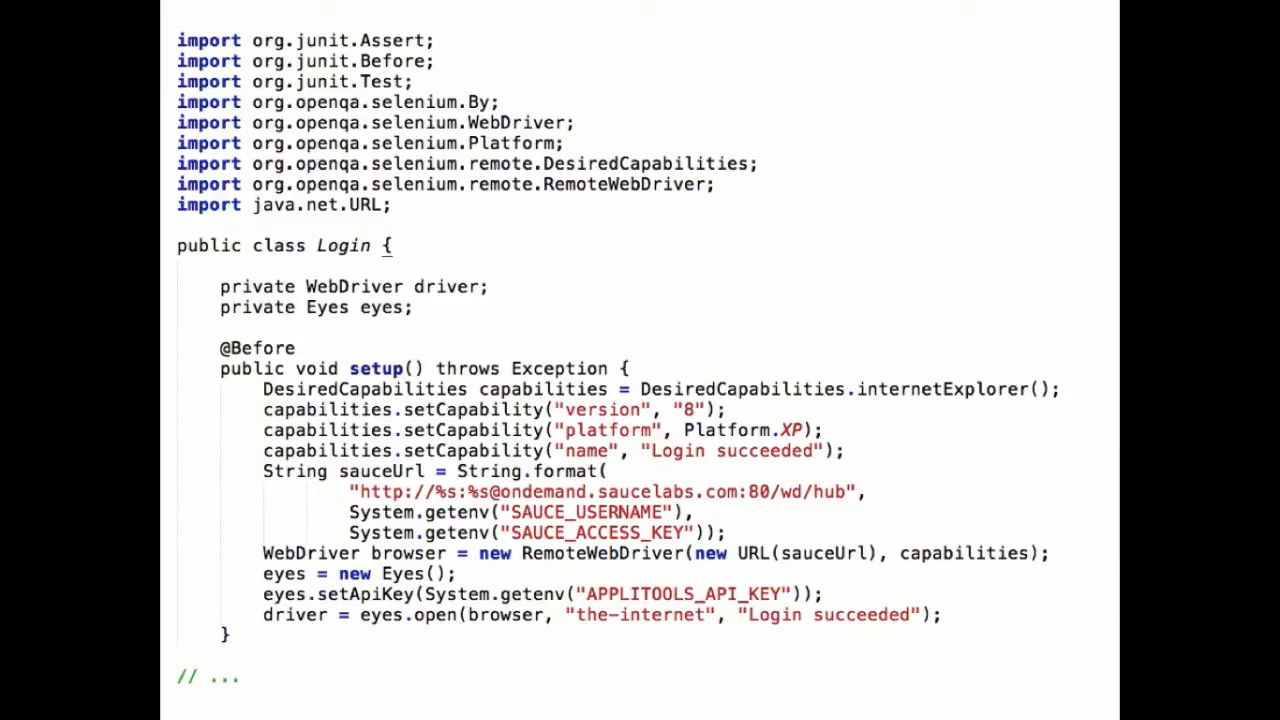 import org.junit.Assert;
import org.junit.Before;
import org.junit.Test;
import org.openqa.selenium.By;
import org.openqa.selenium.WebDriver;
import org.openqa.selenium.Platform;
import org.openqa.selenium.remote.DesiredCapabilities;
import org.openqa.selenium.remote.RemoteWebDriver;
import java.net.URL;
public class Login {
private WebDriver driver;
private Eyes eyes;
@Before
public void setup() throws Exception {
DesiredCapabilities capabilities = DesiredCapabilities.internetExplorer();
capabilities.setCapability("version", "8");
capabilities.setCapability("platform", Platform.XP);
capabilities.setCapability("name", "Login succeeded");
String sauceUrl = String.format(
"http://%s:%s@ondemand.saucelabs.com:80/wd/hub",
System.getenv("SAUCE_USERNAME"),
System.getenv("SAUCE_ACCESS_KEY"));
WebDriver browser = new RemoteWebDriver(new URL(sauceUrl), capabilities);
eyes = new Eyes();
eyes.setApiKey(System.getenv("APPLITOOLS_API_KEY"));
driver = eyes.open(browser, "the-internet", "Login succeeded");
}
// ...